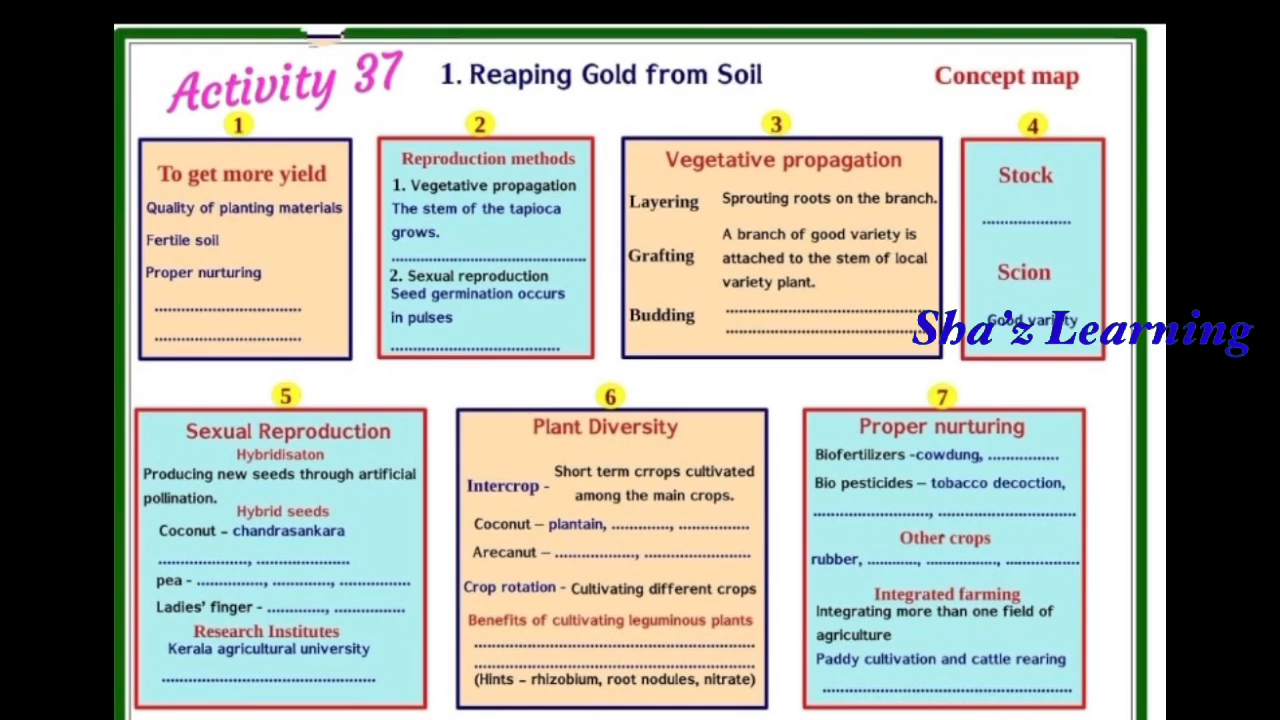 Activity 37
1. Reaping Gold from Soil
Concept map
1
To get more yield
Quality of planting materials
Fertile soil
Proper nurturing
................................
................................
2
Reproduction methods
1. Vegetative propagation
The stem of the tapioca
grows.
..........................................
2. Sexual reproduction
Seed germination occurs
in pulses
.....................................
3
Vegetative propagation
Layering Sprouting roots on the branch.
Grafting A branch of good variety is
attached to the stem of local
variety plant.
Budding ............................................
............................................
4
Stock
...................
Scion
Good variety
Sha'z Learning
5
Sexual Reproduction
Hybridisaton
Producing new seeds through artificial
pollination.
Hybrid seeds
Coconut - chandrasankara
...................., .....................
pea - ..............., ..............., ................
Ladies' finger - ............., ................
Research Institutes
Kerala agricultural university
...............................................
6
Plant Diversity
Intercrop - Short term crrops cultivated
among the main crops.
Coconut – plantain, .............., ................
Arecanut – .................., .......................
Crop rotation - Cultivating different crops
Benefits of cultivating leguminous plants
..............................................................
..............................................................
(Hints - rhizobium, root nodules, nitrate)
7
Proper nurturing
Biofertilizers -cowdung, ................
Bio pesticides – tobacco decoction,
.........................., ...............................
Other crops
rubber, ..........., ................., .................
Integrated farming
Integrating more than one field of
agriculture
Paddy cultivation and cattle rearing
.......................................................